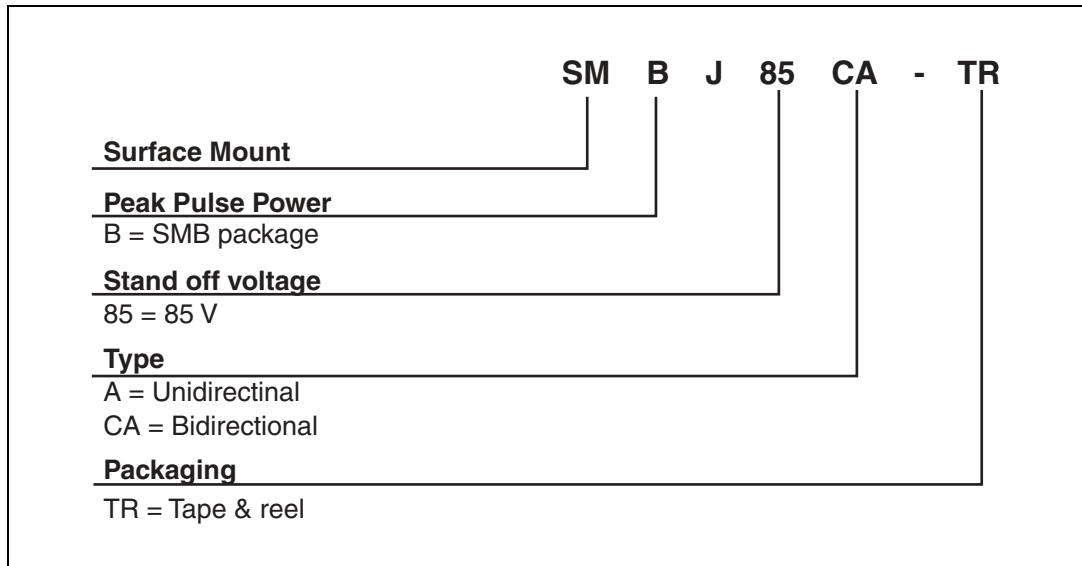 SM B J 85 CA - TR
Surface Mount
Peak Pulse Power
B = SMB package
Stand off voltage
85 = 85 V
Type
A = Unidirectinal
CA = Bidirectional
Packaging
TR = Tape & reel